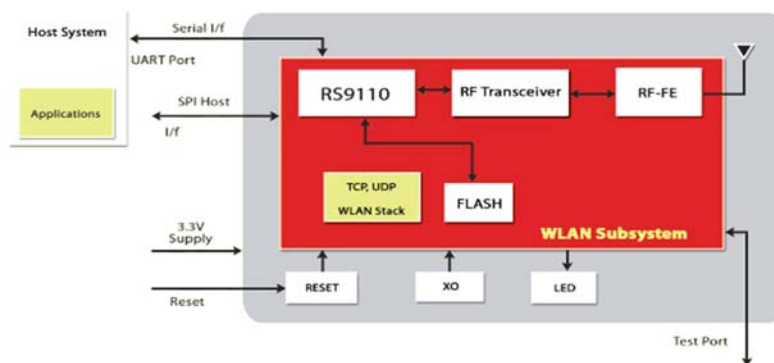 Host System
Serial I/f
UART Port
Applications
SPI Host
I/f
RS9110
RF Transceiver
RF-FE
TCP, UDP
WLAN Stack
FLASH
WLAN Subsystem
3.3V
Supply
Reset
RESET
XO
LED
Test Port